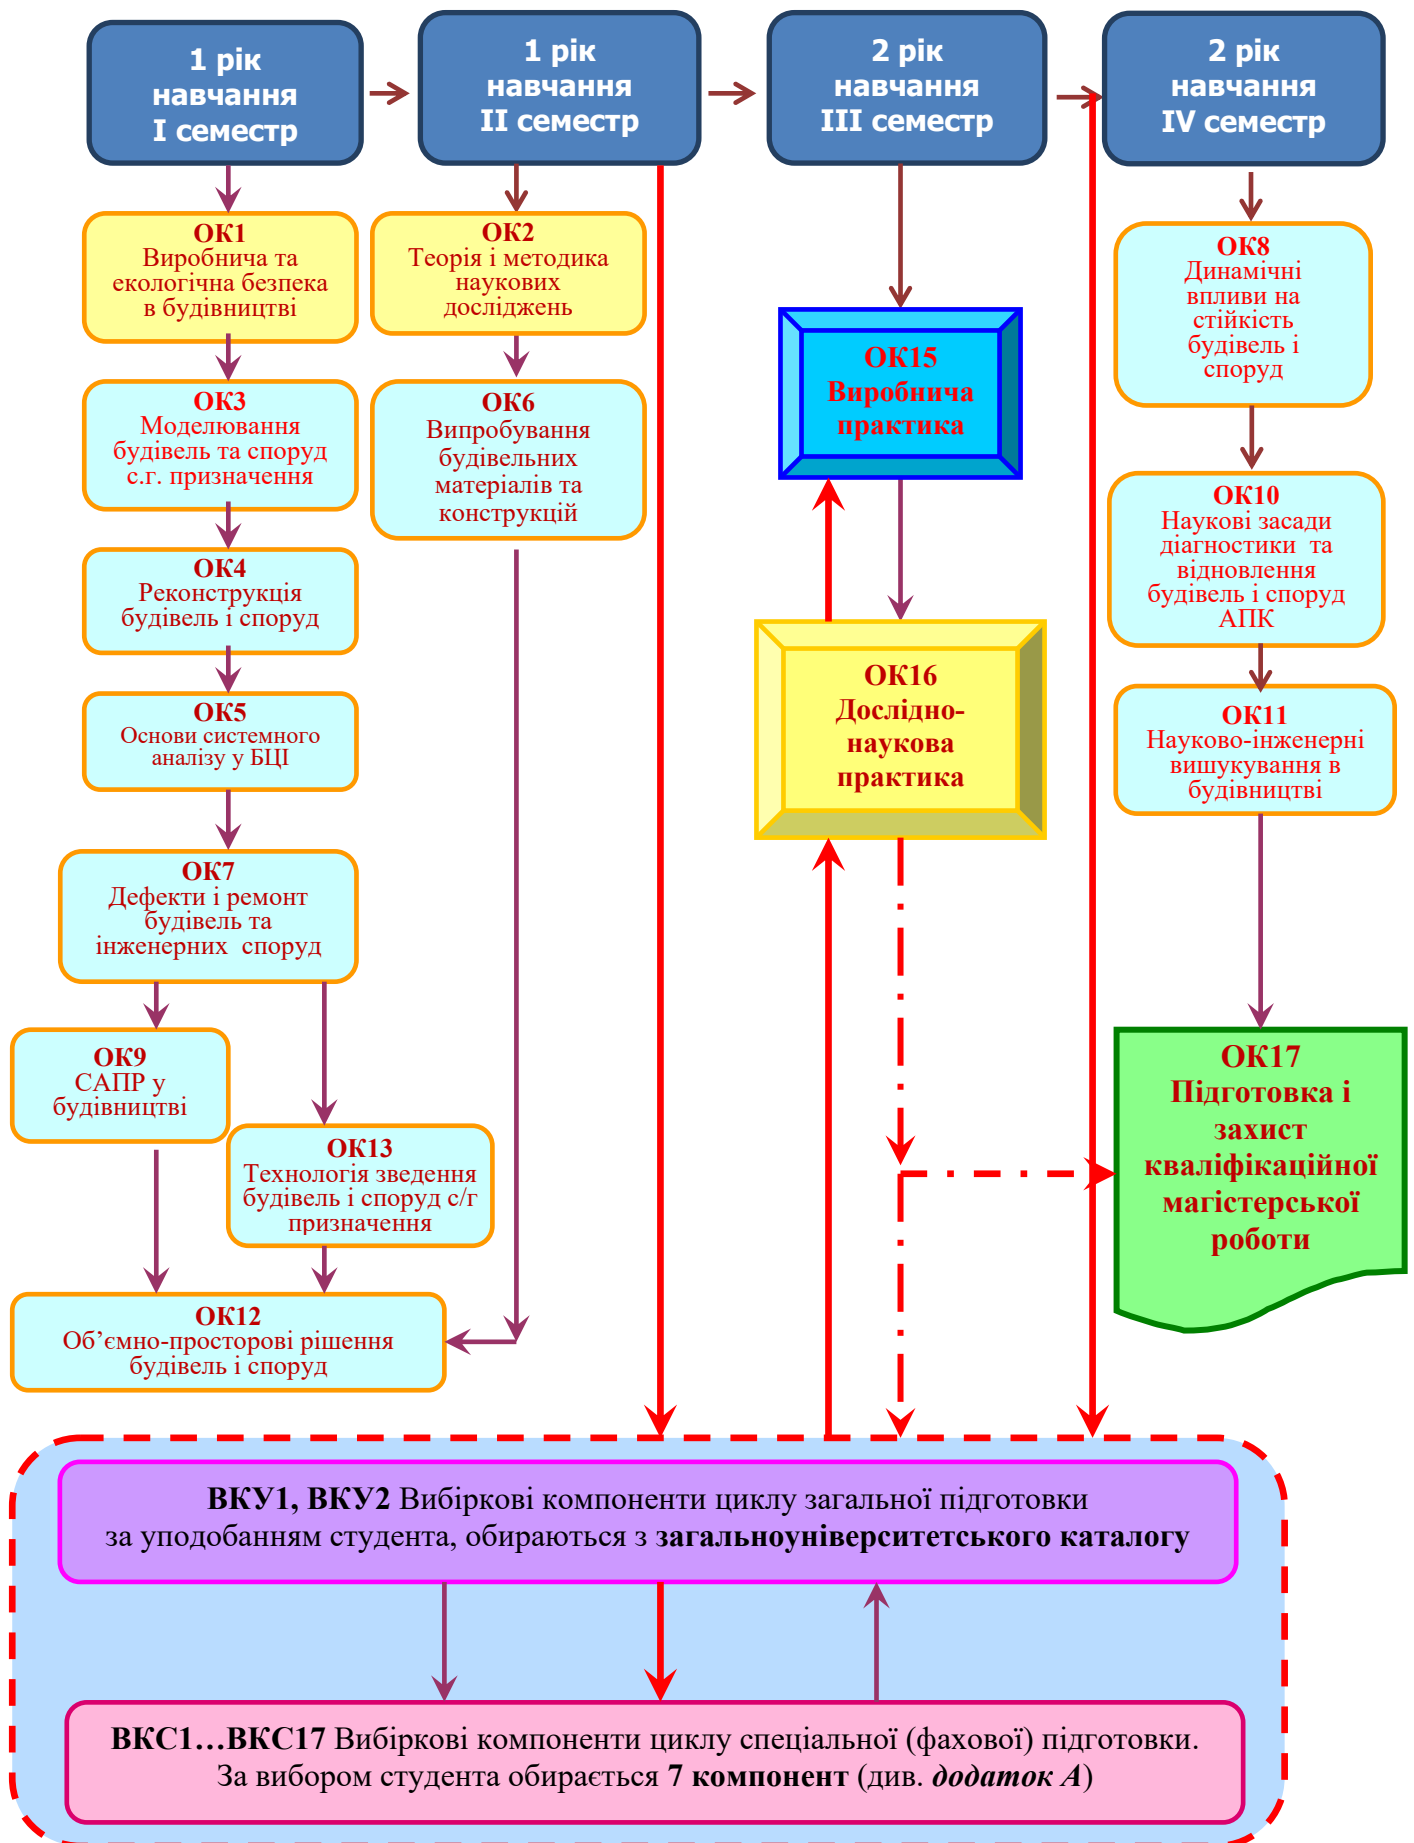 1 рік
навчання
I семестр
1 рік
навчання
II семестр
2 рік
навчання
III семестр
2 рік
навчання
IV семестр
ОК1
Виробнича та
екологічна безпека
в будівництві
ОК3
Моделювання
будівель та споруд
с.г. призначення
ОК4
Реконструкція
будівель і споруд
ОК5
Основи системного
аналізу у БЦІ
ОК7
Дефекти і ремонт
будівель та
інженерних споруд
ОК9
САПР у
будівництві
ОК13
Технологія зведення
будівель і споруд с/г
призначення
ОК12
Об’ємно-просторові рішення
будівель і споруд
ОК2
Теорія і методика
наукових
досліджень
ОК6
Випробування
будівельних
матеріалів та
конструкцій
ОК15
Виробнича
практика
ОК16
Дослідно-
наукова
практика
ОК8
Динамічні
впливи на
стійкість
будівель і
споруд
ОК10
Наукові засади
діагностики та
відновлення
будівель і споруд
АПК
ОК11
Науково-інженерні
вишукування в
будівництві
ОК17
Підготовка і
захист
кваліфікаційної
магістерської
роботи
ВКУ1, ВКУ2 Вибіркові компоненти циклу загальної підготовки
за уподобанням студента, обираються з загальноуніверситетського каталогу
ВКС1…ВКС17 Вибіркові компоненти циклу спеціальної (фахової) підготовки.
За вибором студента обирається 7 компонент (див. додаток А)